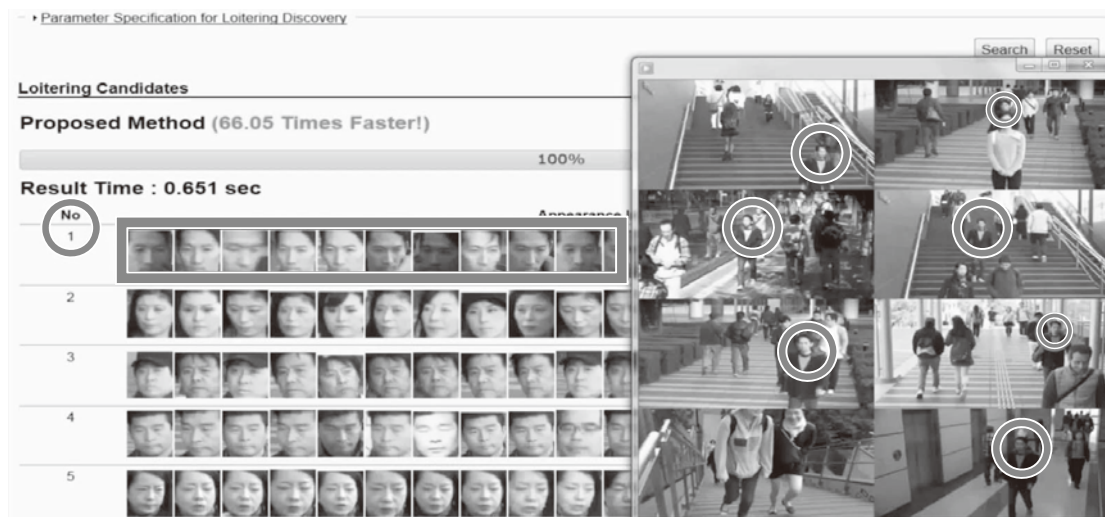 Parameter Specification for Loitering Discovery
Search Reset
Loitering Candidates
Proposed Method (66.05 Times Faster!)
100%
Result Time : 0.651 sec
No
Appearance
1
2
3
4
5